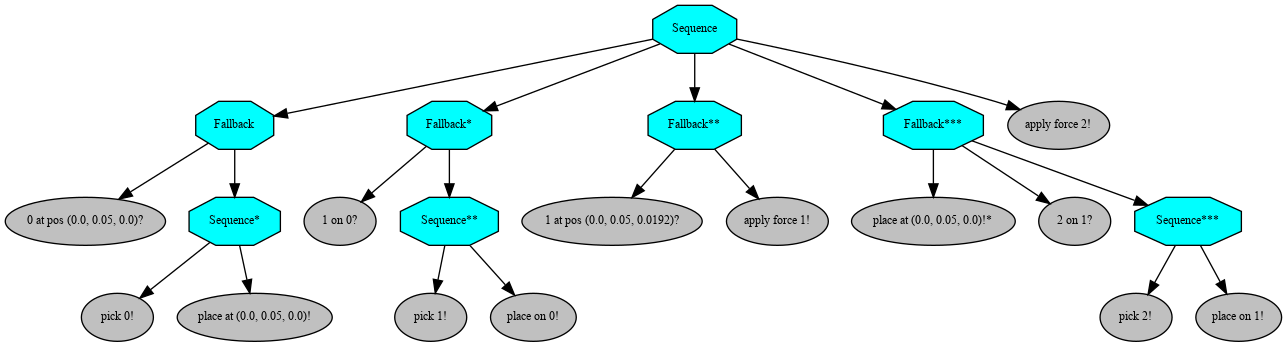 Sequence
Fallback
Fallback*
Fallback**
Fallback***
apply force 2!
0 at pos (0.0, 0.05, 0.0)?
Sequence*
1 on 0?
Sequence**
1 at pos (0.0, 0.05, 0.0192)?
apply force 1!
place at (0.0, 0.05, 0.0)!*
2 on 1?
Sequence***
pick 0!
place at (0.0, 0.05, 0.0)!
pick 1!
place on 0!
pick 2!
place on 1!